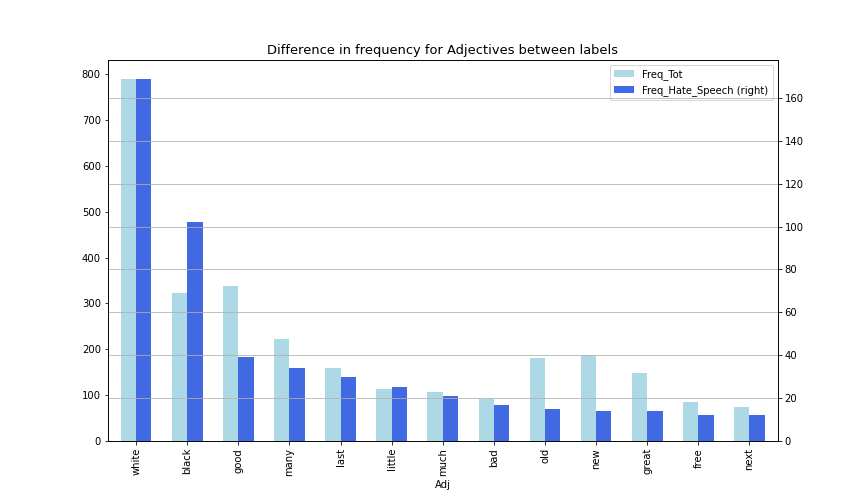 Difference in frequency for Adjectives between labels
Freq_Tot
Freq_Hate_Speech (right)
800
700
600
500
400
300
200
100
0
160
140
120
100
80
60
40
20
0
white
black
good
many
last
little
much
bad
old
new
great
free
next
Adj